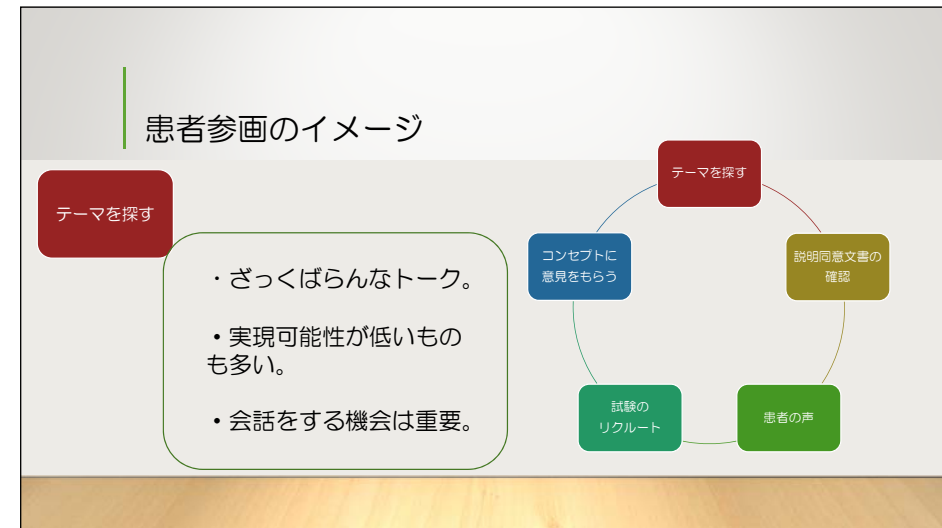 患者参画のイメージ
テーマを探す
・ざっくばらんなトーク。
・実現可能性が低いもの
も多い。
・会話をする機会は重要。
テーマを探す
説明同意文書の
確認
患者の声
試験の
リクルート
コンセプトに
意見をもらう